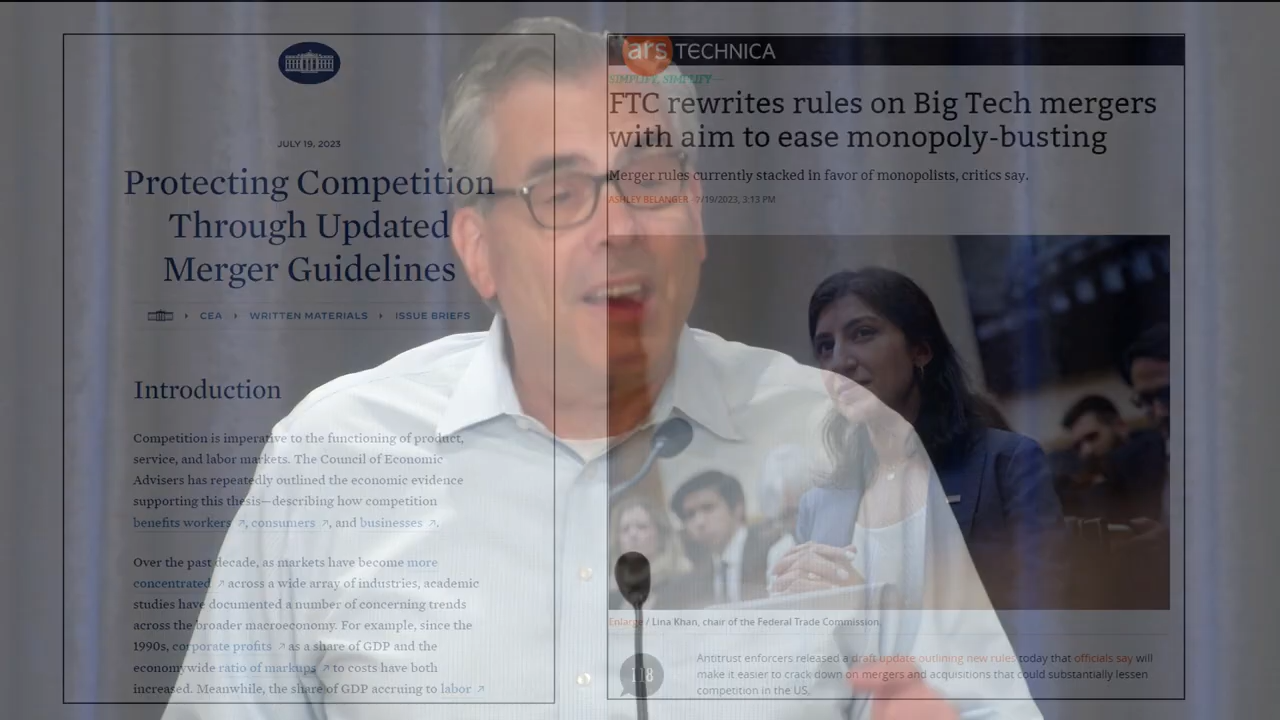 JULY 19, 2023
Protecting Competition
Through Updated
Merger Guidelines
CEA
WRITTEN MATERIALS
ISSUE BRIEFS
Introduction
Competition is imperative to the functioning of product,
service, and labor markets. The Council of Economic
Advisers has repeatedly outlined the economic evidence
supporting this thesis—describing how competition
benefits workers ↗, consumers ↗, and businesses ↗.
Over the past decade, as markets have become more
concentrated ↗ across a wide array of industries, academic
studies have documented a number of concerning trends
across the broader macroeconomy. For example, since the
1990s, corporate profits ↗ as a share of GDP and the
economywide ratio of markups ↗ to costs have both
increased. Meanwhile, the share of GDP accruing to labor ↗
ars TECHNICA
SIMPLIFY, SIMPLIFY —
FTC rewrites rules on Big Tech mergers
with aim to ease monopoly-busting
Merger rules currently stacked in favor of monopolists, critics say.
ASHLEY BELANGER - 7/19/2023, 3:13 PM
Enlarge / Lina Khan, chair of the Federal Trade Commission.
118
Antitrust enforcers released a draft update outlining new rules today that officials say will
make it easier to crack down on mergers and acquisitions that could substantially lessen
competition in the US.